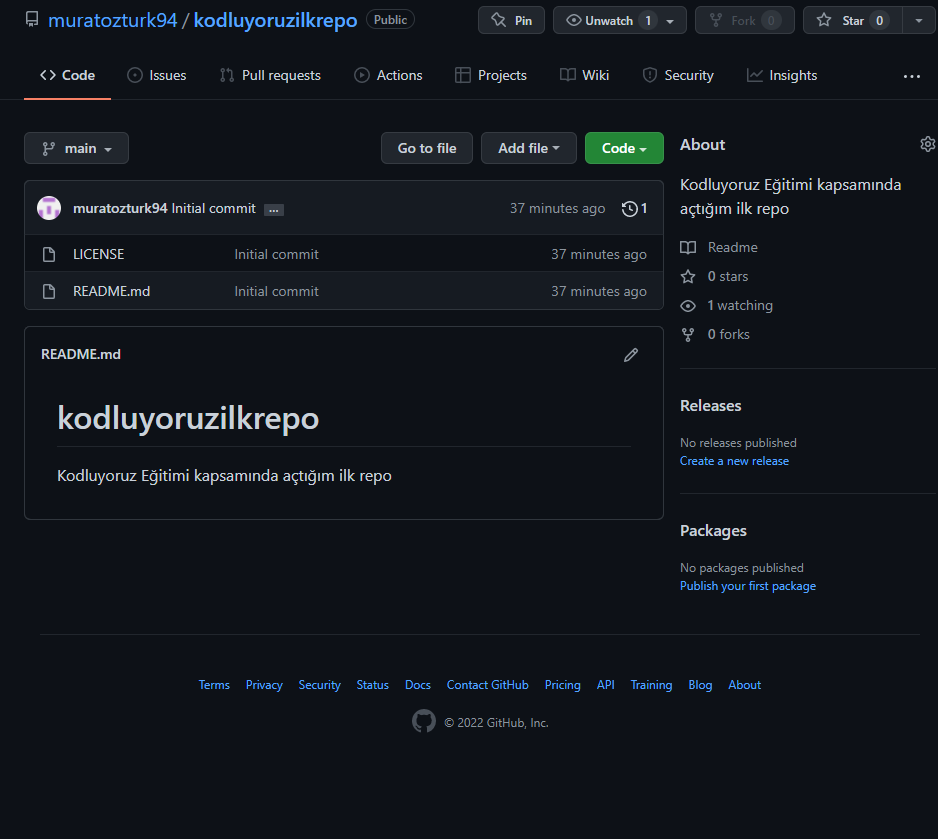 muratozturk94 / kodluyoruzilkrepo Public Pin Unwatch 1 Fork 0 Star 0
Code Issues Pull requests Actions Projects Wiki Security Insights ...
main Go to file Add file Code
muratozturk94 Initial commit ... 37 minutes ago 1
LICENSE Initial commit 37 minutes ago
README.md Initial commit 37 minutes ago
README.md
kodluyoruzilkrepo
Kodluyoruz Eğitimi kapsamında açtığım ilk repo
About
Kodluyoruz Eğitimi kapsamında
açtığım ilk repo
Readme
0 stars
1 watching
0 forks
Releases
No releases published
Create a new release
Packages
No packages published
Publish your first package
Terms Privacy Security Status Docs Contact GitHub Pricing API Training Blog About
© 2022 GitHub, Inc.